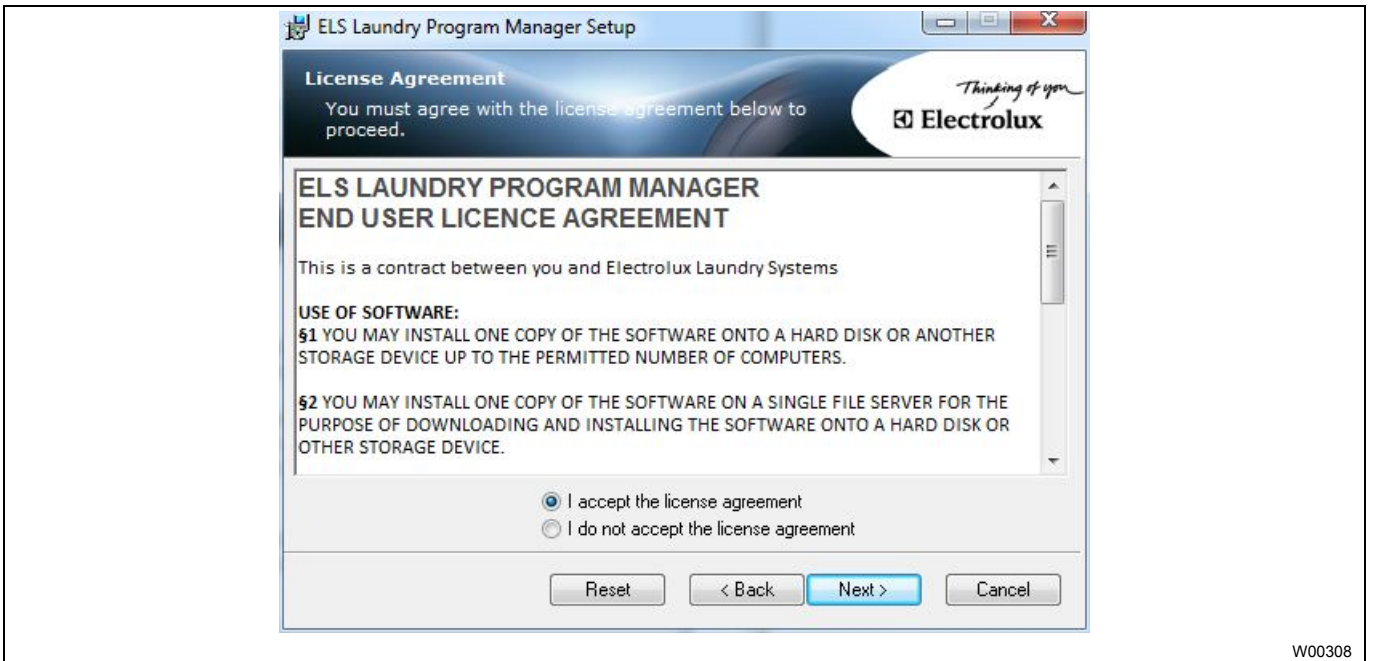 ELS Laundry Program Manager Setup
License Agreement
You must agree with the license agreement below to
proceed.
Thinking of you
Electrolux
ELS LAUNDRY PROGRAM MANAGER
END USER LICENCE AGREEMENT
This is a contract between you and Electrolux Laundry Systems
USE OF SOFTWARE:
§1 YOU MAY INSTALL ONE COPY OF THE SOFTWARE ONTO A HARD DISK OR ANOTHER
STORAGE DEVICE UP TO THE PERMITTED NUMBER OF COMPUTERS.
§2 YOU MAY INSTALL ONE COPY OF THE SOFTWARE ON A SINGLE FILE SERVER FOR THE
PURPOSE OF DOWNLOADING AND INSTALLING THE SOFTWARE ONTO A HARD DISK OR
OTHER STORAGE DEVICE.
I accept the license agreement
I do not accept the license agreement
Reset < Back Next > Cancel
W00308